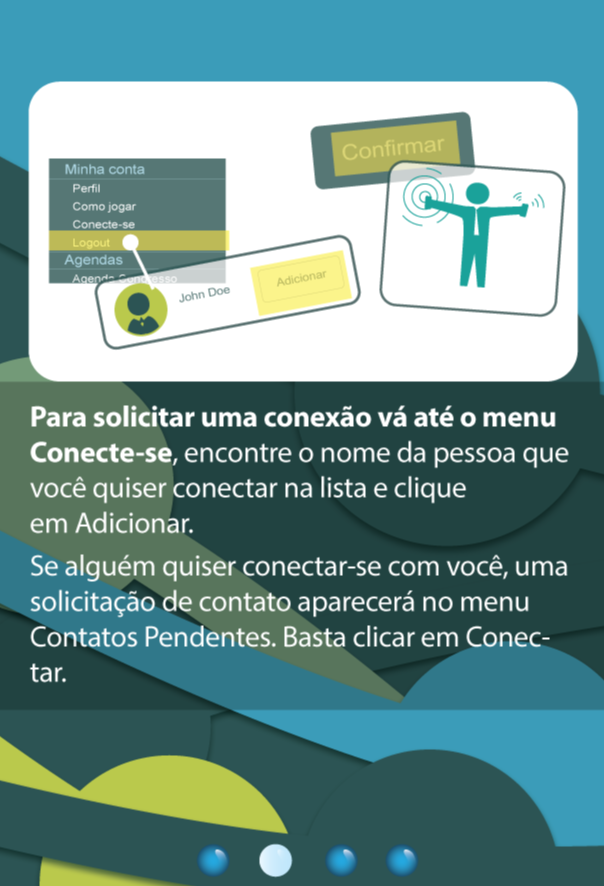 Confirmar
Minha conta
Perfil
Como jogar
Conecte-se
Logout
Agendas
Agenda Congresso
John Doe
Adicionar
Para solicitar uma conexão vá até o menu
Conecte-se, encontre o nome da pessoa que
você quiser conectar na lista e clique
em Adicionar.
Se alguém quiser conectar-se com você, uma
solicitação de contato aparecerá no menu
Contatos Pendentes. Basta clicar em Conec-
tar.